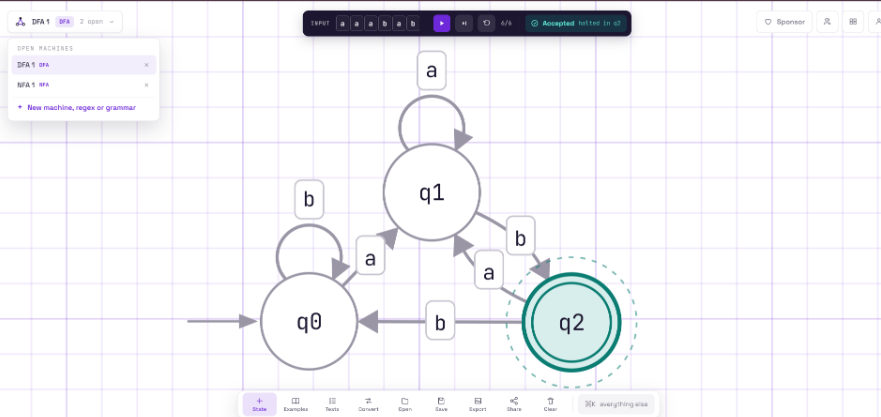 DFA 1 DFA 2 open
INPUT a a a b a b 6/6 Accepted halted in q2
Sponsor
OPEN MACHINES
DFA 1 DFA ×
NFA 1 NFA ×
+ New machine, regex or grammar
a
q1
b
b
a
a
q0
b
q2
State Examples Tests Convert Open Save Export Share Clear ⌘K everything else